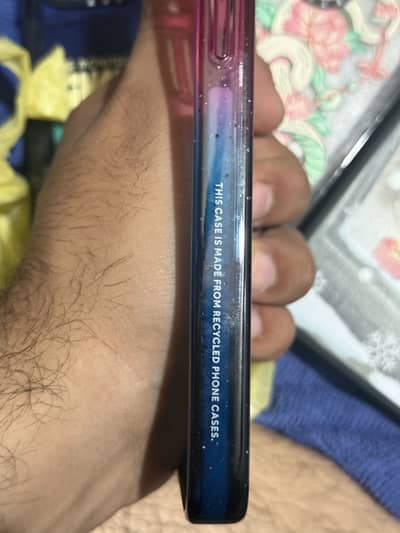 THIS CASE IS MADE FROM RECYCLED PHONE CASES.